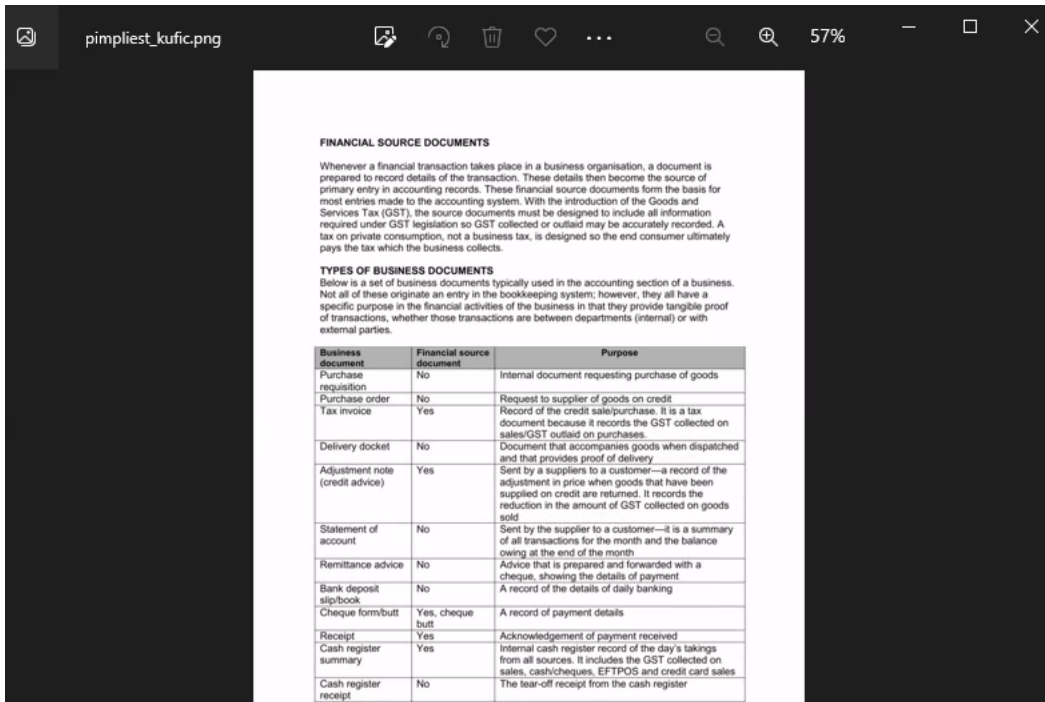 pimpliest_kufic.png
57%
FINANCIAL SOURCE DOCUMENTS
Whenever a financial transaction takes place in a business organisation, a document is
prepared to record details of the transaction. These details then become the source of
primary entry in accounting records. These financial source documents form the basis for
most entries made to the accounting system. With the introduction of the Goods and
Services Tax (GST), the source documents must be designed to include all information
required under GST legislation so GST collected or outlaid may be accurately recorded. A
tax on private consumption, not a business tax, is designed so the end consumer ultimately
pays the tax which the business collects.
TYPES OF BUSINESS DOCUMENTS
Below is a set of business documents typically used in the accounting section of a business.
Not all of these originate an entry in the bookkeeping system; however, they all have a
specific purpose in the financial activities of the business in that they provide tangible proof
of transactions, whether those transactions are between departments (internal) or with
external parties.
Business Financial source Purpose
document document
Purchase No Internal document requesting purchase of goods
requisition
Purchase order No Request to supplier of goods on credit
Tax invoice Yes Record of the credit sale/purchase. It is a tax
document because it records the GST collected on
sales/GST outlaid on purchases.
Delivery docket No Document that accompanies goods when dispatched
and that provides proof of delivery
Adjustment note Yes Sent by a suppliers to a customer—a record of the
(credit advice) adjustment in price when goods that have been
supplied on credit are returned. It records the
reduction in the amount of GST collected on goods
sold
Statement of No Sent by the supplier to a customer—it is a summary
account of all transactions for the month and the balance
owing at the end of the month
Remittance advice No Advice that is prepared and forwarded with a
cheque, showing the details of payment
Bank deposit No A record of the details of daily banking
slip/book
Cheque form/butt Yes, cheque A record of payment details
butt
Receipt Yes Acknowledgement of payment received
Cash register Yes Internal cash register record of the day's takings
summary from all sources. It includes the GST collected on
sales, cash/cheques, EFTPOS and credit card sales
Cash register No The tear-off receipt from the cash register
receipt